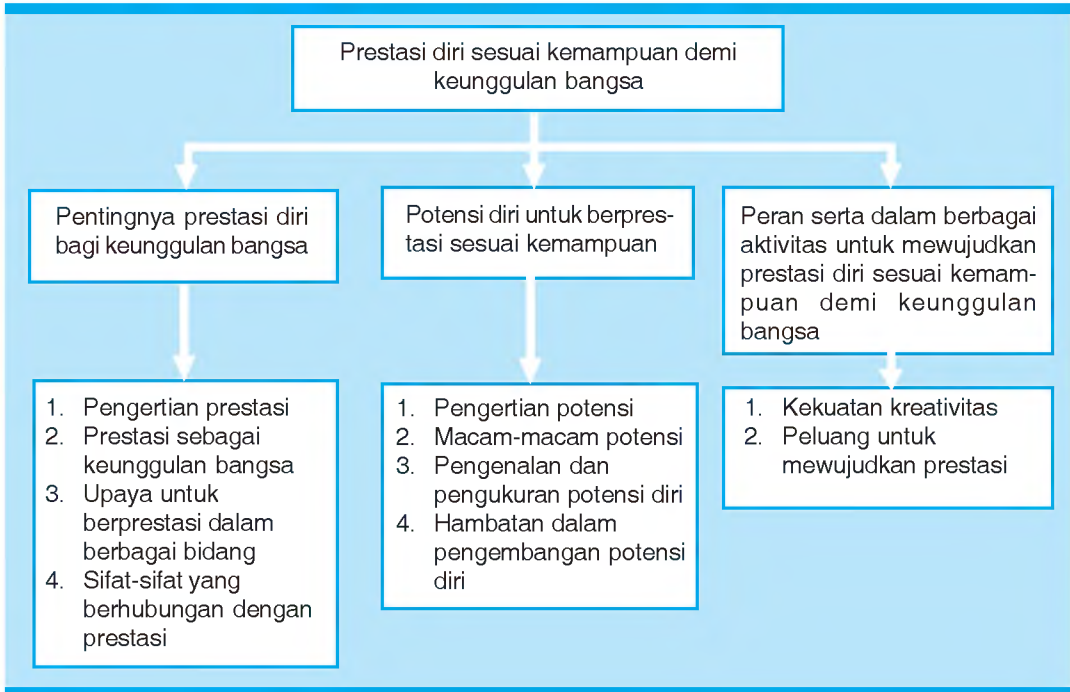 Prestasi diri sesuai kemampuan demi
keunggulan bangsa
Pentingnya prestasi diri
bagi keunggulan bangsa
Potensi diri untuk berpres-
tasi sesuai kemampuan
Peran serta dalam berbagai
aktivitas untuk mewujudkan
prestasi diri sesuai kemam-
puan demi keunggulan
bangsa
1. Pengertian prestasi
2. Prestasi sebagai
keunggulan bangsa
3. Upaya untuk
berprestasi dalam
berbagai bidang
4. Sifat-sifat yang
berhubungan dengan
prestasi
1. Pengertian potensi
2. Macam-macam potensi
3. Pengenalan dan
pengukuran potensi diri
4. Hambatan dalam
pengembangan potensi
diri
1. Kekuatan kreativitas
2. Peluang untuk
mewujudkan prestasi